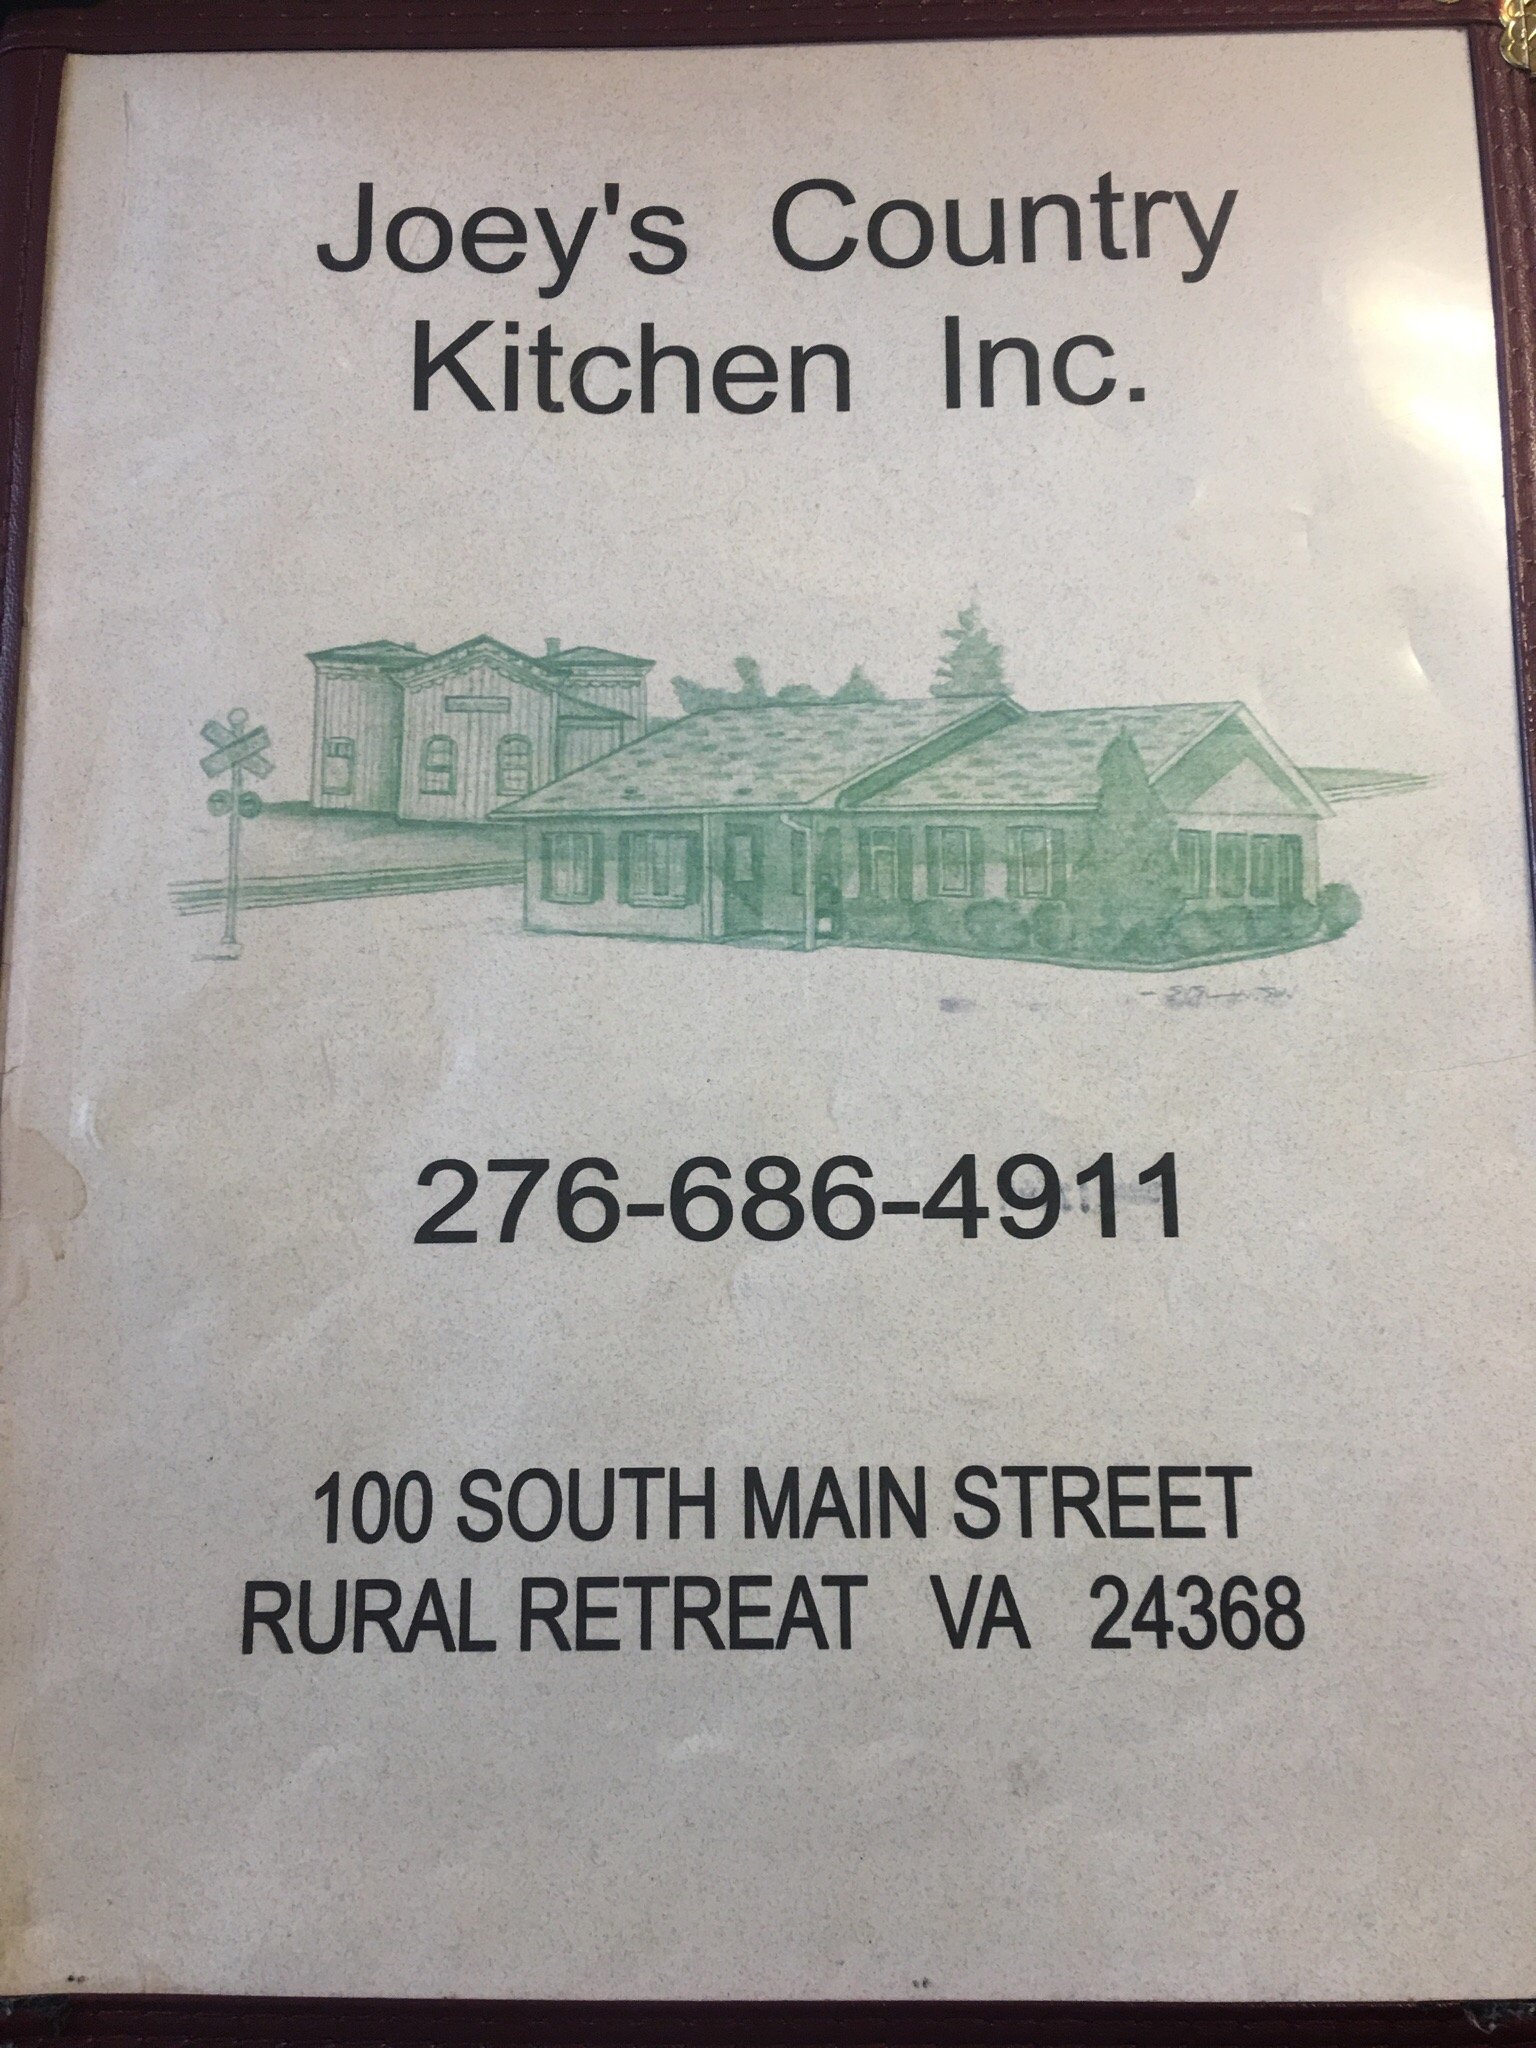 Joey's Country
Kitchen Inc.
276-686-4911
100 SOUTH MAIN STREET
RURAL RETREAT VA 24368